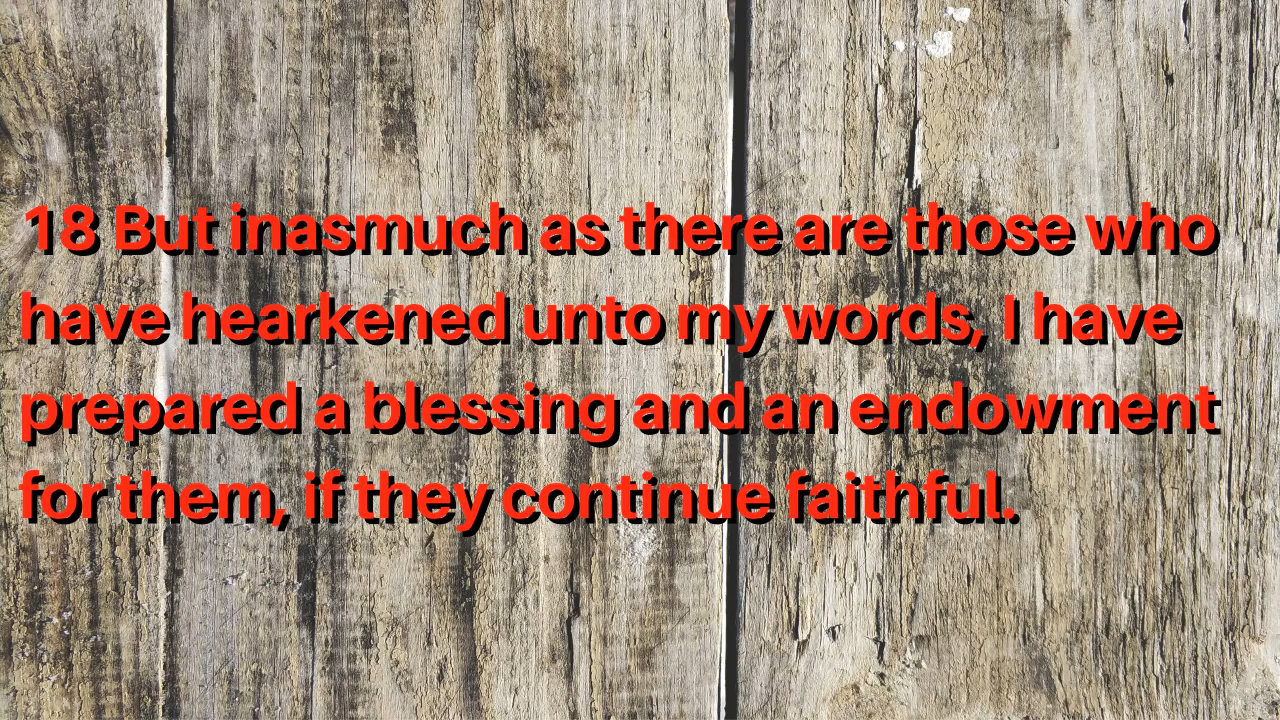 18 But inasmuch as there are those who
have hearkened unto my words, I have
prepared a blessing and an endowment
for them, if they continue faithful.